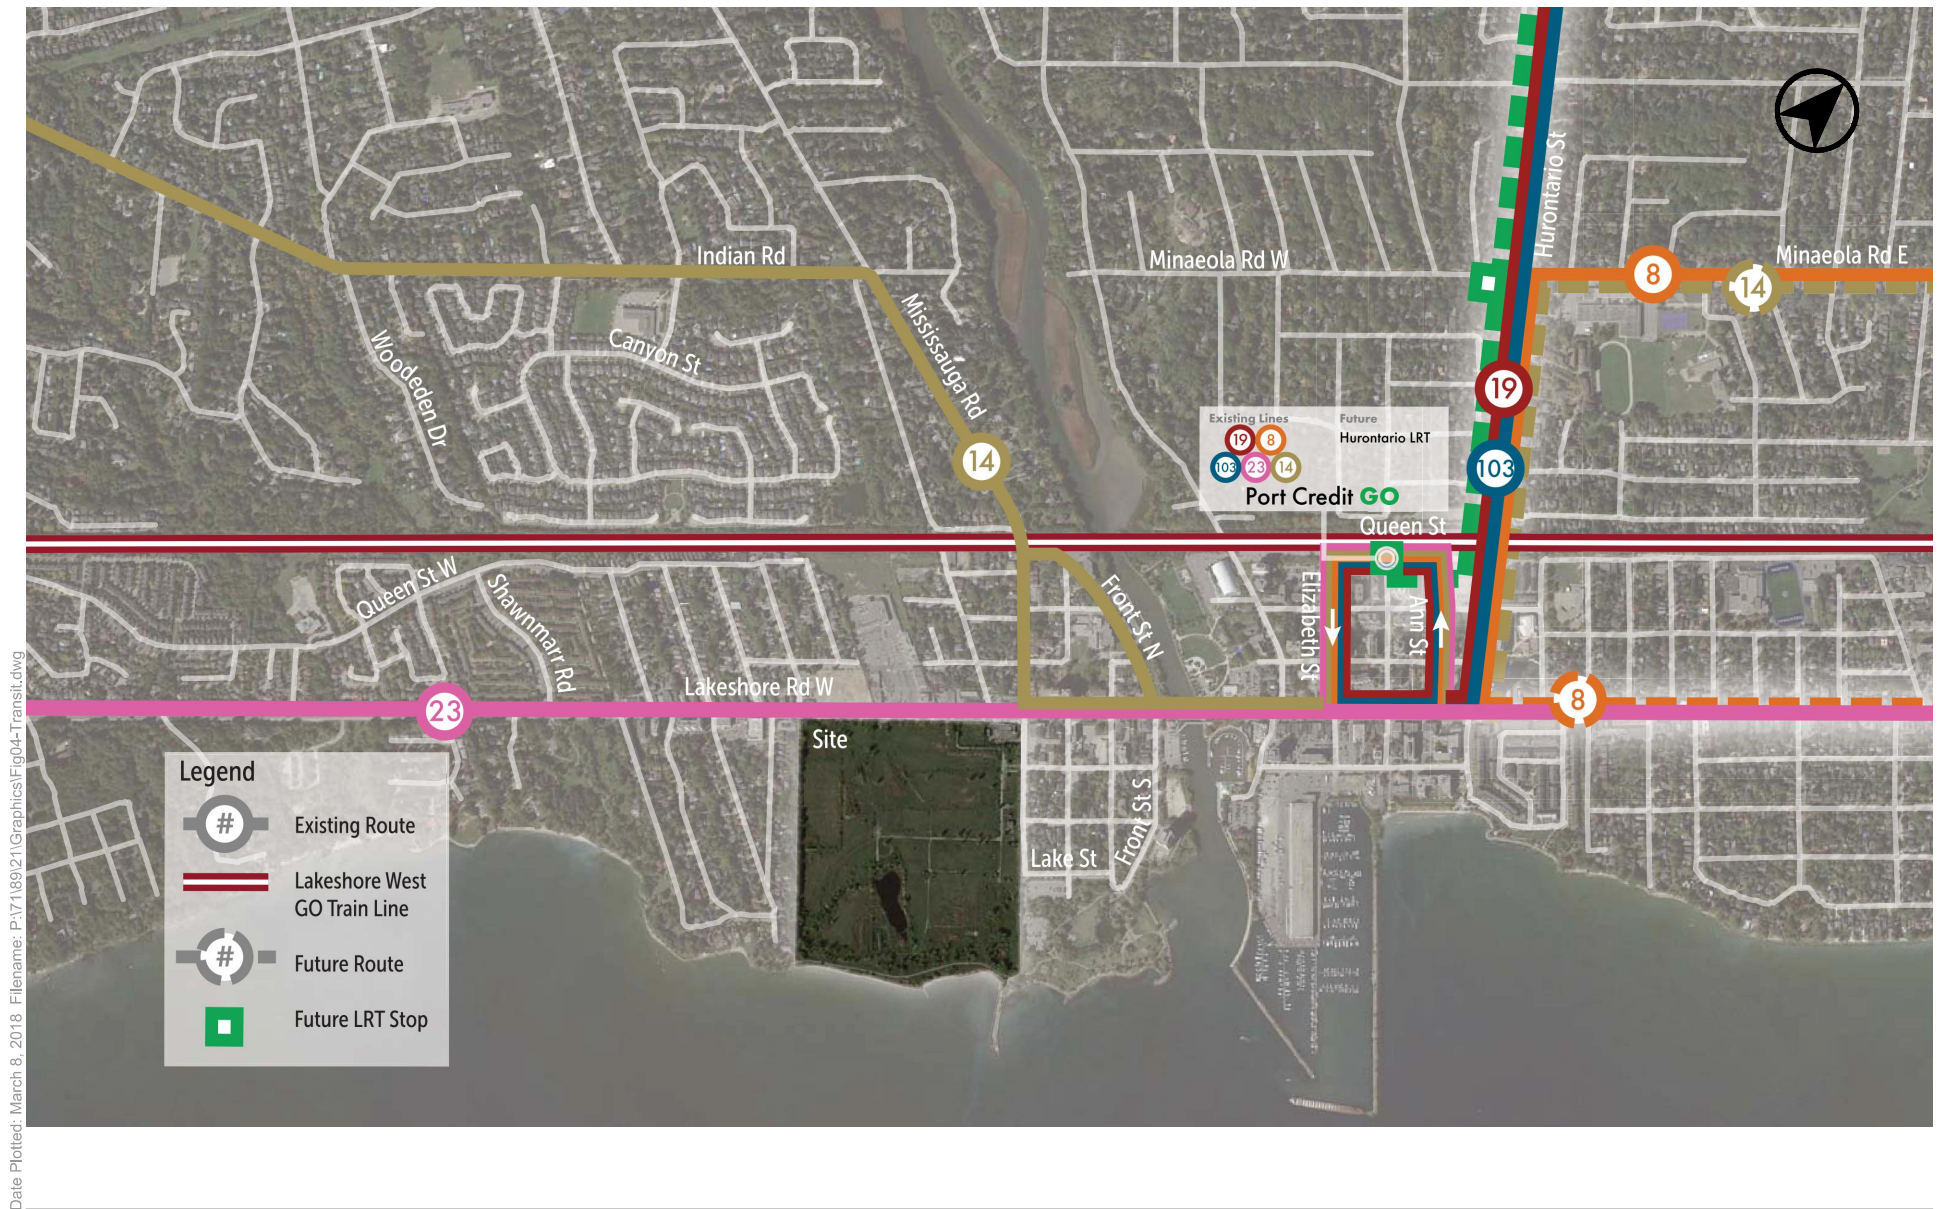 Hurontario St
Indian Rd
Minaeola Rd W
Minaeola Rd E
8
14
Mississauga Rd
Canyon St
Woodeden Dr
19
Existing Lines
Future
19
8
Hurontario LRT
103
23
14
Port Credit GO
14
103
Queen St
Queen St W
Shawnmarr Rd
Front St N
Elizabeth St
Ann St
Lakeshore Rd W
23
8
Site
Legend
#
Existing Route
Lakeshore West
GO Train Line
#
Future Route
Future LRT Stop
Lake St
Front St S
Date Plotted: March 8, 2018 Filename: P:\71\89\21\Graphics\Fig04-Transit.dwg